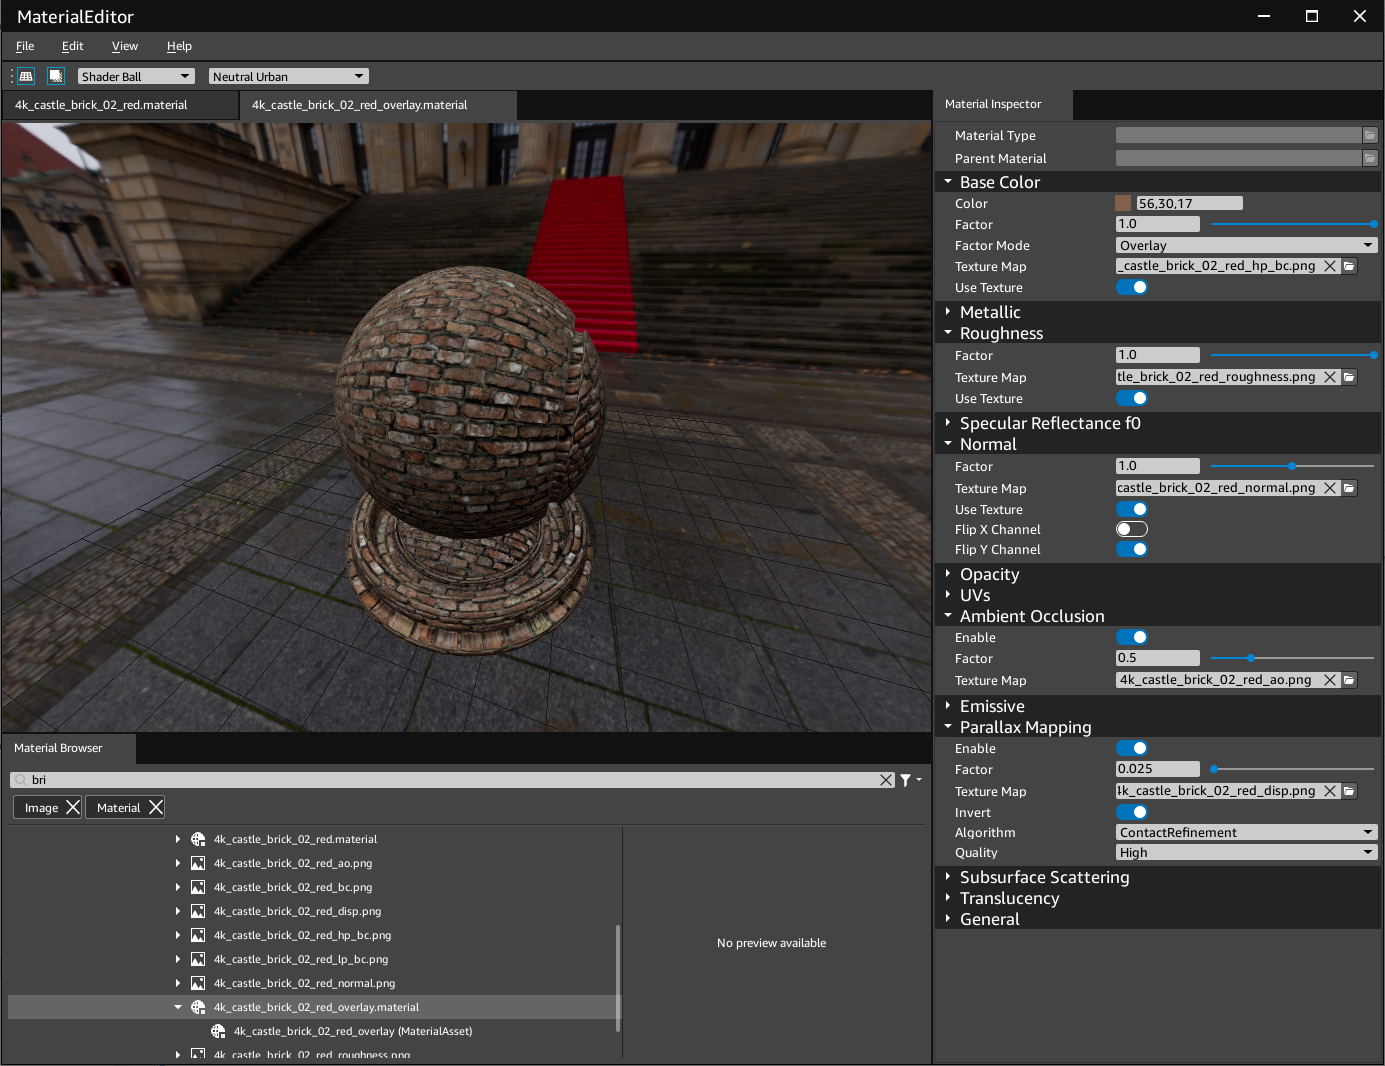 MaterialEditor
File Edit View Help
Shader Ball Neutral Urban
4k_castle_brick_02_red.material 4k_castle_brick_02_red_overlay.material
Material Browser
bri
Image Material
4k_castle_brick_02_red.material
4k_castle_brick_02_red_ao.png
4k_castle_brick_02_red_bc.png
4k_castle_brick_02_red_disp.png
4k_castle_brick_02_red_hp_bc.png
4k_castle_brick_02_red_lp_bc.png
4k_castle_brick_02_red_normal.png
4k_castle_brick_02_red_overlay.material
4k_castle_brick_02_red_overlay (MaterialAsset)
4k_castle_brick_02_red_roughness.png
No preview available
Material Inspector
Material Type
Parent Material
Base Color
Color 56,30,17
Factor 1.0
Factor Mode Overlay
Texture Map _castle_brick_02_red_hp_bc.png
Use Texture
Metallic
Roughness
Factor 1.0
Texture Map tle_brick_02_red_roughness.png
Use Texture
Specular Reflectance f0
Normal
Factor 1.0
Texture Map castle_brick_02_red_normal.png
Use Texture
Flip X Channel
Flip Y Channel
Opacity
UVs
Ambient Occlusion
Enable
Factor 0.5
Texture Map 4k_castle_brick_02_red_ao.png
Emissive
Parallax Mapping
Enable
Factor 0.025
Texture Map 4k_castle_brick_02_red_disp.png
Invert
Algorithm ContactRefinement
Quality High
Subsurface Scattering
Translucency
General